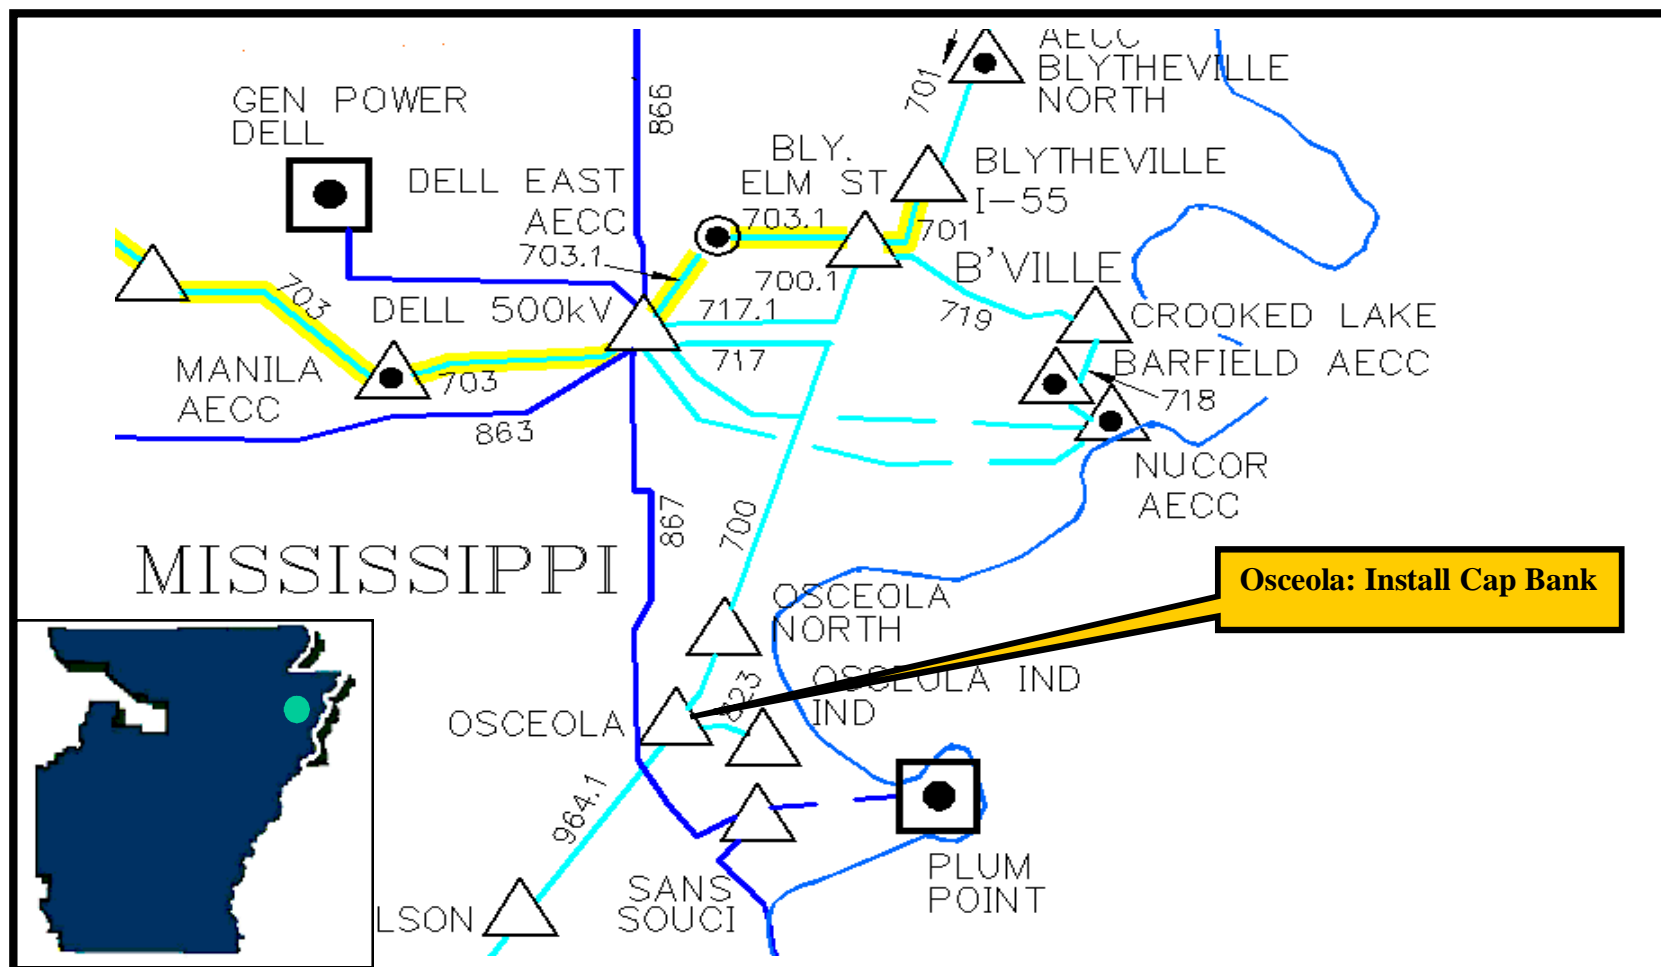 AECC
BLYTHEVILLE
NORTH
701
GEN POWER
DELL
866
BLY.
ELM ST
BLYTHEVILLE
I-55
DELL EAST
AECC
703.1
703.1
701
700.1
B'VILLE
703
DELL 500kV
717.1
719
CROOKED LAKE
717
BARFIELD AECC
MANILA
AECC
703
718
863
NUCOR
AECC
867
700
MISSISSIPPI
Osceola: Install Cap Bank
OSCEOLA
NORTH
823
OSCEOLA IND
IND
OSCEOLA
964.1
PLUM
POINT
SANS
SOUCI
LSON